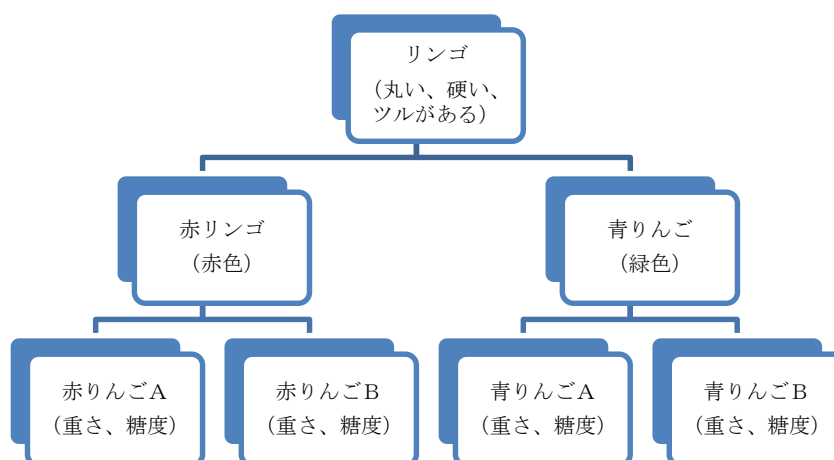 リンゴ
（丸い、硬い、
ツルがある）
赤リンゴ
（赤色）
青りんご
（緑色）
赤りんごＡ
（重さ、糖度）
赤りんごＢ
（重さ、糖度）
青りんごＡ
（重さ、糖度）
青りんごＢ
（重さ、糖度）